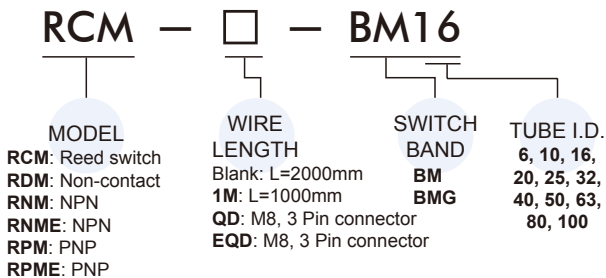 RCM — □ — BM16
MODEL
RCM: Reed switch
RDM: Non-contact
RNM: NPN
RNME: NPN
RPM: PNP
RPME: PNP
WIRE
LENGTH
Blank: L=2000mm
1M: L=1000mm
QD: M8, 3 Pin connector
EQD: M8, 3 Pin connector
SWITCH
BAND
BM
BMG
TUBE I.D.
6, 10, 16,
20, 25, 32,
40, 50, 63,
80, 100